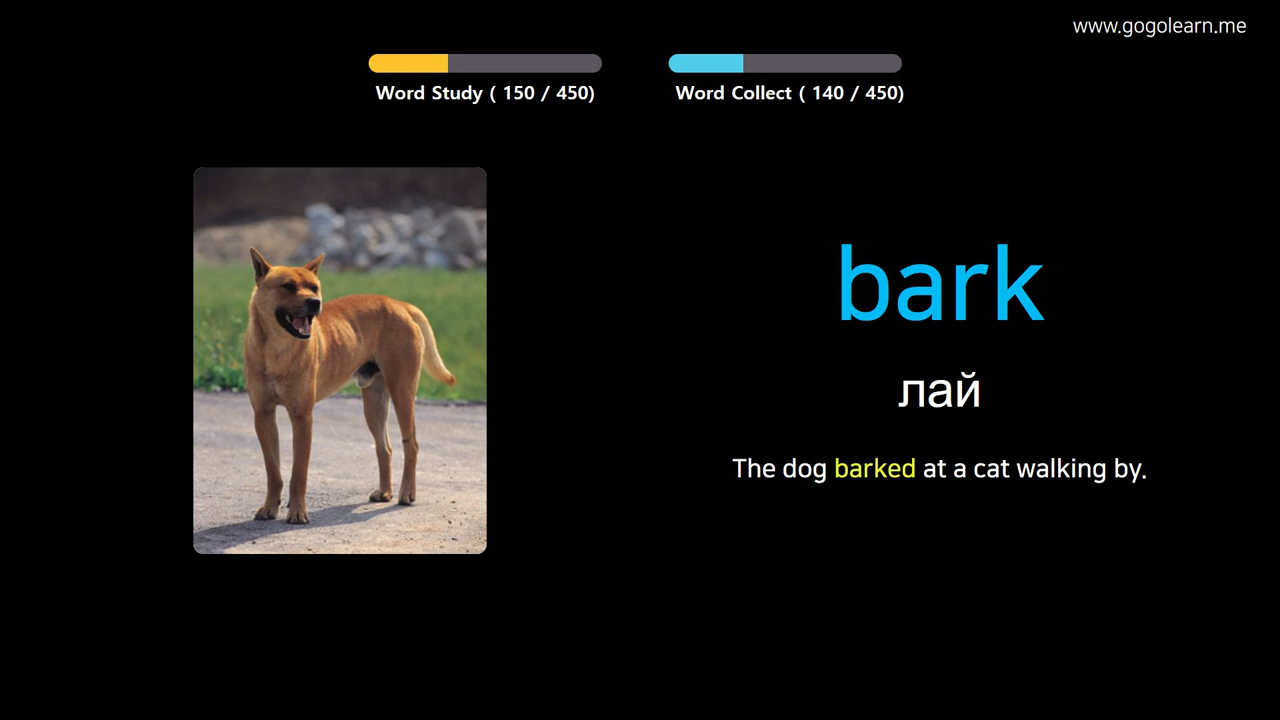 www.gogolearn.me
Word Study ( 150 / 450)
Word Collect ( 140 / 450)
bark
лай
The dog barked at a cat walking by.